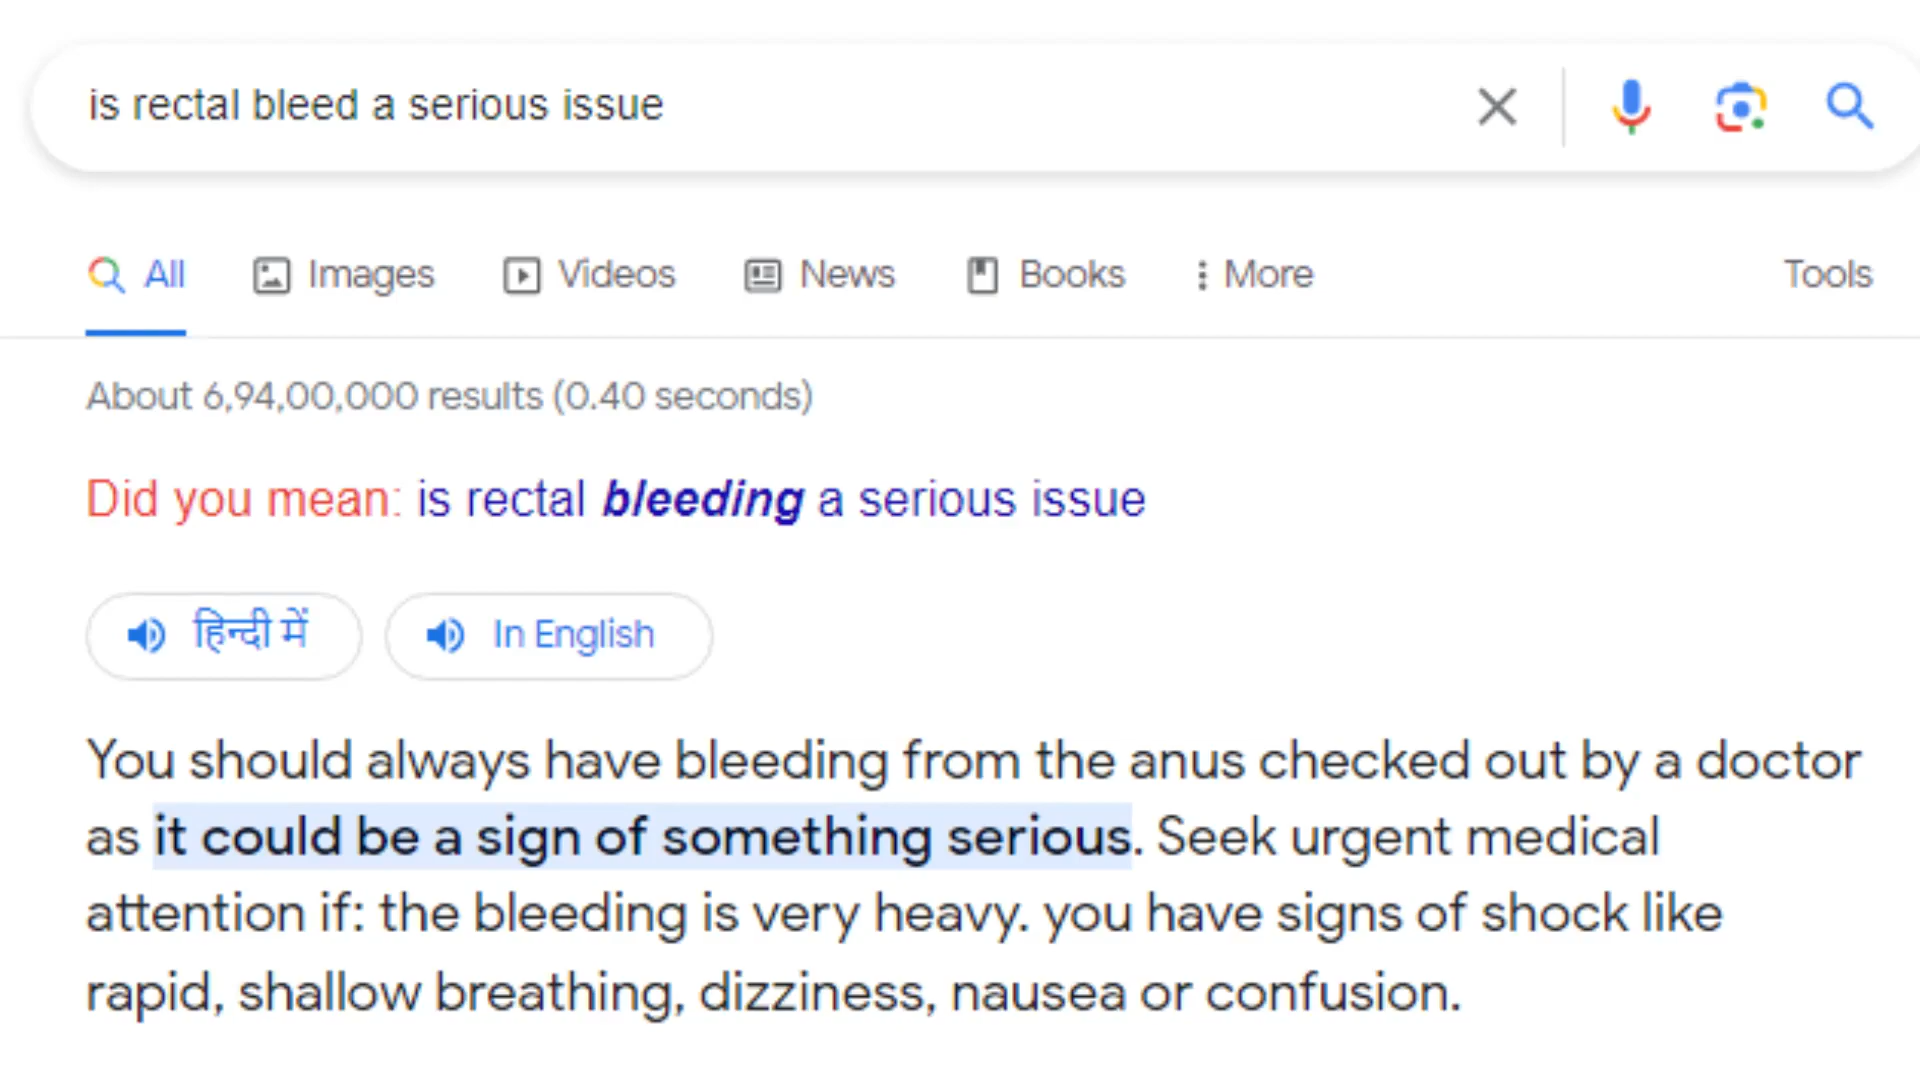 is rectal bleed a serious issue
All Images Videos News Books More Tools
About 6,94,00,000 results (0.40 seconds)
Did you mean: is rectal bleeding a serious issue
हिन्दी में In English
You should always have bleeding from the anus checked out by a doctor
as it could be a sign of something serious. Seek urgent medical
attention if: the bleeding is very heavy. you have signs of shock like
rapid, shallow breathing, dizziness, nausea or confusion.